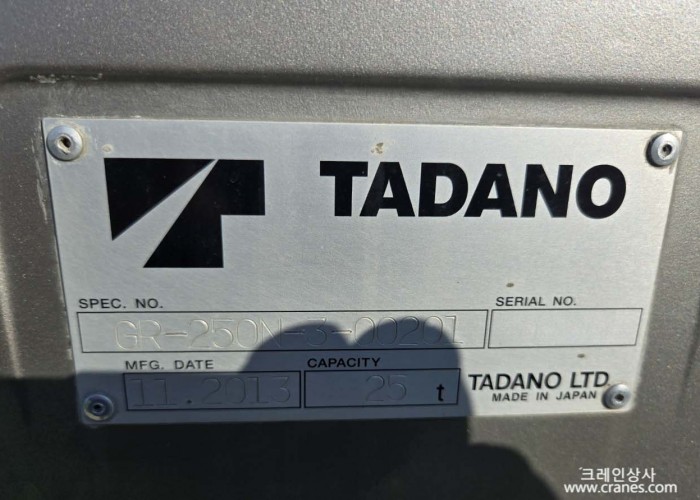 TADANO
SPEC. NO.
SERIAL NO.
GR-250N-3-00201
MFG. DATE
CAPACITY
11.2013
25 t
TADANO LTD.
MADE IN JAPAN
크레인상사
www.cranes.com